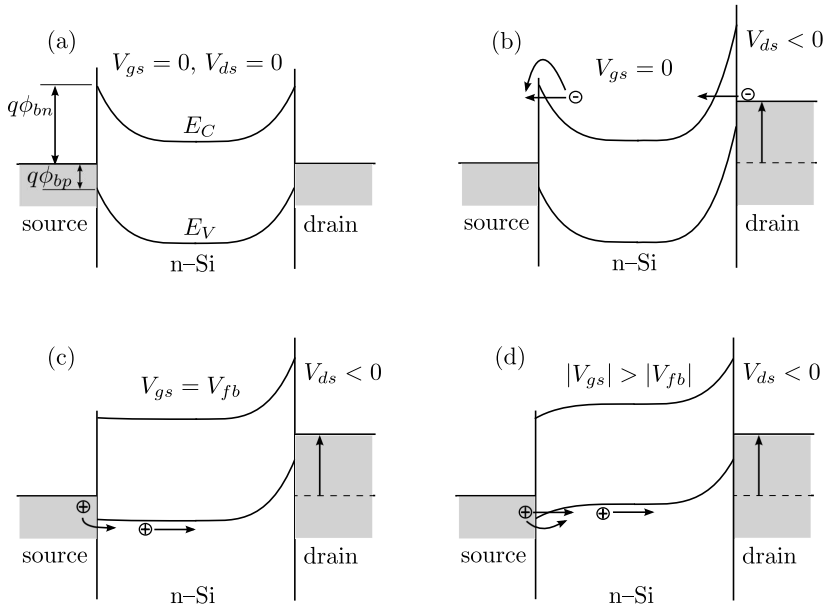 (a)
V_{gs} = 0, V_{ds} = 0
qϕ_{bn}
E_C
qϕ_{bp}
source
E_V
drain
n–Si
(b)
V_{gs} = 0
V_{ds} < 0
source
drain
n–Si
(c)
V_{gs} = V_{fb}
V_{ds} < 0
source
drain
n–Si
(d)
|V_{gs}| > |V_{fb}|
V_{ds} < 0
source
drain
n–Si